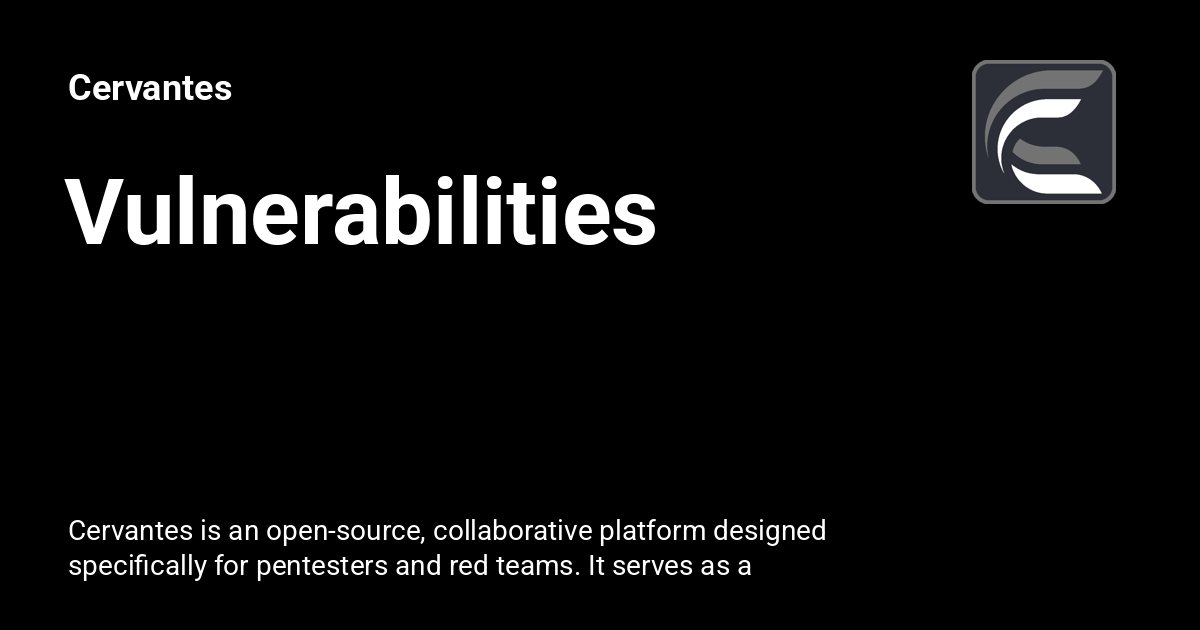 Cervantes
Vulnerabilities
Cervantes is an open-source, collaborative platform designed
specifically for pentesters and red teams. It serves as a